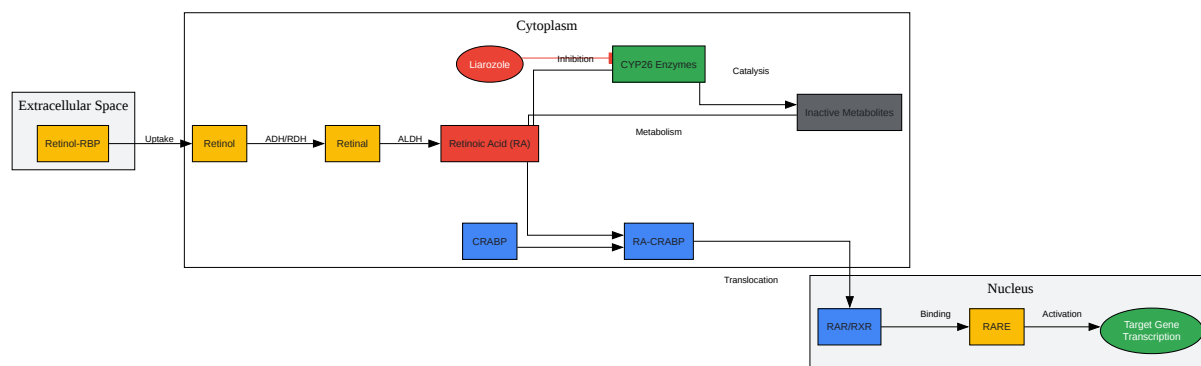 Cytoplasm
Liarozole
Inhibition
CYP26 Enzymes
Catalysis
Extracellular Space
Inactive Metabolites
Metabolism
Retinol-RBP
Uptake
Retinol
ADH/RDH
Retinal
ALDH
Retinoic Acid (RA)
CRABP
RA-CRABP
Translocation
Nucleus
RAR/RXR
Binding
RARE
Activation
Target Gene
Transcription